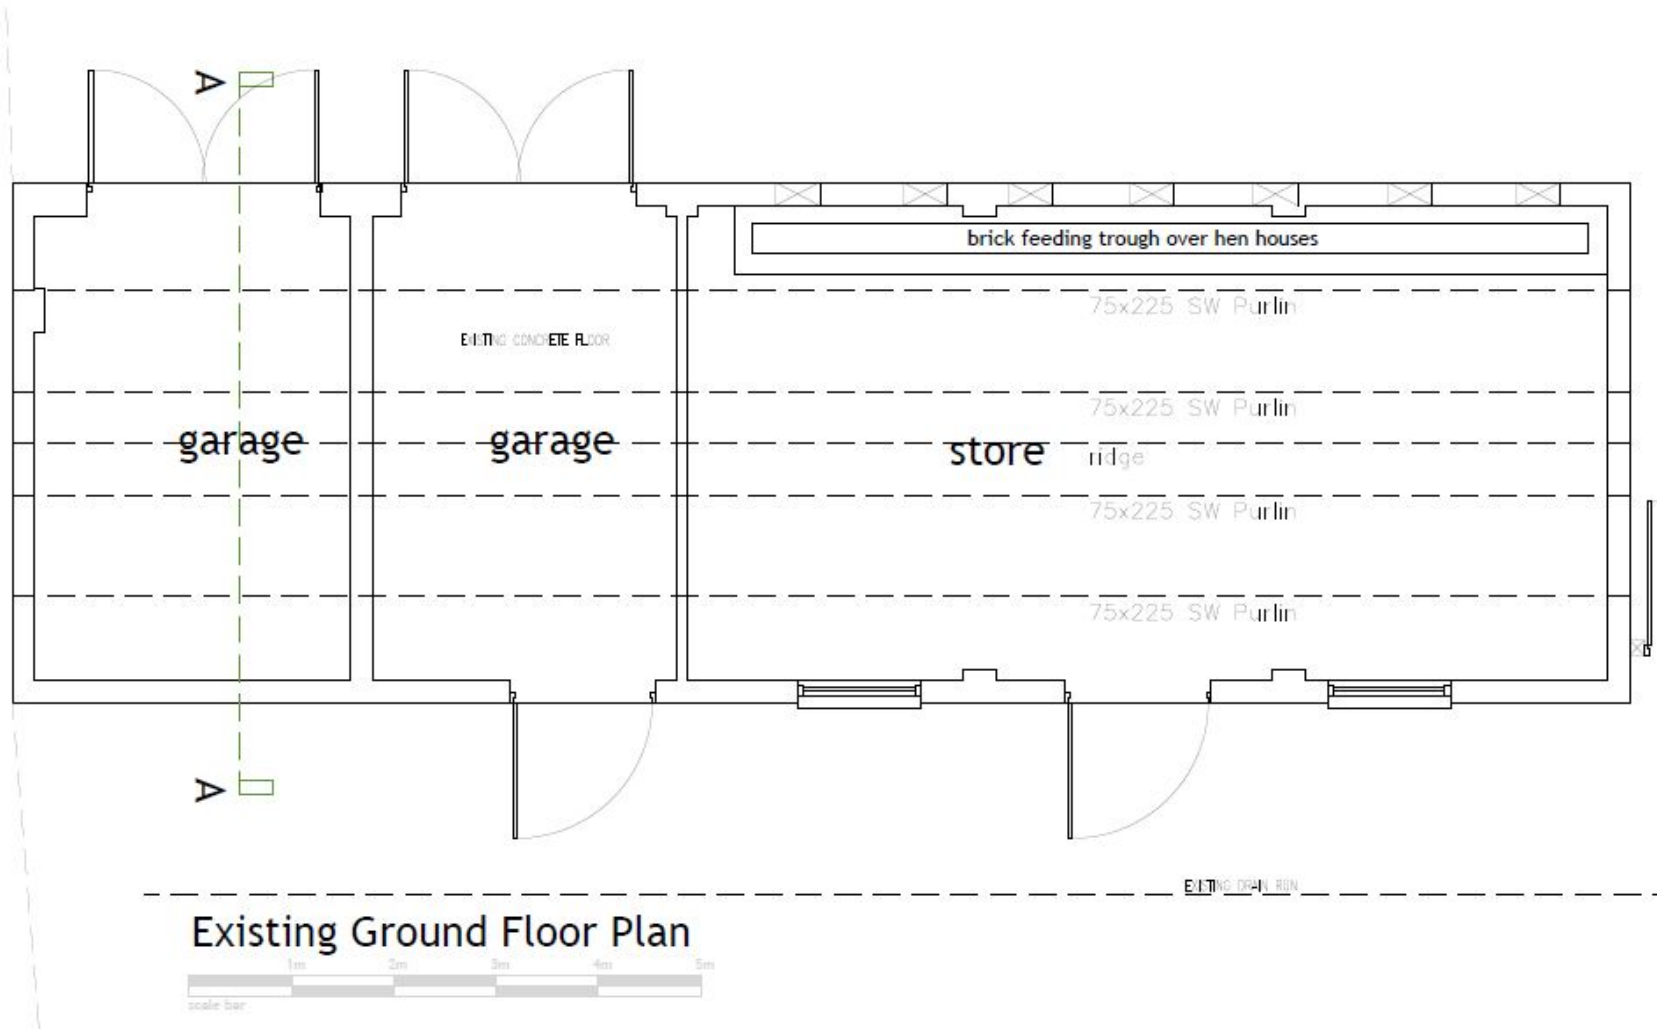 A
brick feeding trough over hen houses
75x225 SW Purlin
EXISTING CONCRETE FLOOR
75x225 SW Purlin
garage
garage
store
ridge
75x225 SW Purlin
75x225 SW Purlin
A
EXISTING DRAIN RUN
Existing Ground Floor Plan
1m 2m 3m 4m 5m
scale bar